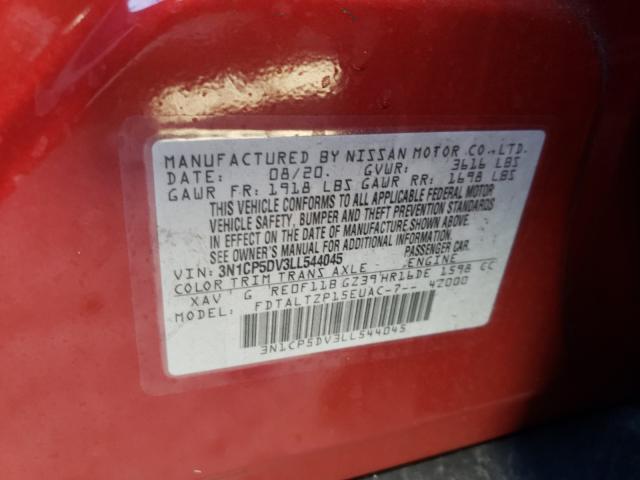 MANUFACTURED BY NISSAN MOTOR CO.,LTD.
DATE: 08/20. GVWR: 3616 LBS
GAWR FR: 1918 LBS GAWR RR: 1698 LBS
THIS VEHICLE CONFORMS TO ALL APPLICABLE FEDERAL MOTOR
VEHICLE SAFETY, BUMPER AND THEFT PREVENTION STANDARDS
IN EFFECT ON THE DATE OF MANUFACTURE SHOWN ABOVE.
SEE OWNER'S MANUAL FOR ADDITIONAL INFORMATION.
VIN: 3N1CP5DV3LL544045 PASSENGER CAR.
COLOR TRIM TRANS AXLE ENGINE
XAV G RE0F11B GZ39 HR16DE 1598 CC
MODEL: FDTALTZP15EUAC-7-- 42000
3N1CP5DV3LL544045